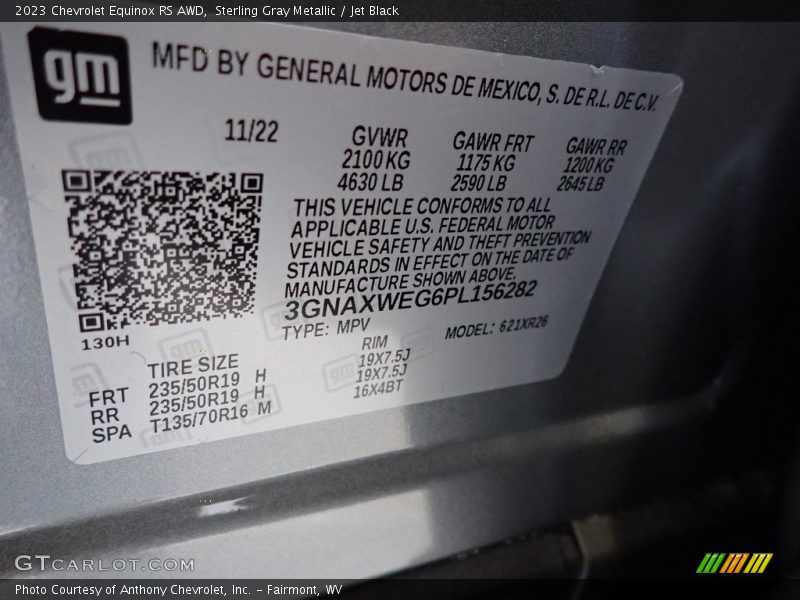 2023 Chevrolet Equinox RS AWD,  Sterling Gray Metallic / Jet Black
gm
MFD BY GENERAL MOTORS DE MEXICO, S. DE R.L. DE C.V.
11/22
GVWR GAWR FRT GAWR RR
2100 KG 1175 KG 1200 KG
4630 LB 2590 LB 2645 LB
THIS VEHICLE CONFORMS TO ALL
APPLICABLE U.S. FEDERAL MOTOR
VEHICLE SAFETY AND THEFT PREVENTION
STANDARDS IN EFFECT ON THE DATE OF
MANUFACTURE SHOWN ABOVE.
3GNAXWEG6PL156282
130H
TYPE: MPV MODEL: 621XR26
TIRE SIZE RIM
FRT 235/50R19 H 19X7.5J
RR 235/50R19 H 19X7.5J
SPA T135/70R16 M 16X4BT
GTCARLOT.COM
Photo Courtesy of Anthony Chevrolet, Inc. – Fairmont, WV